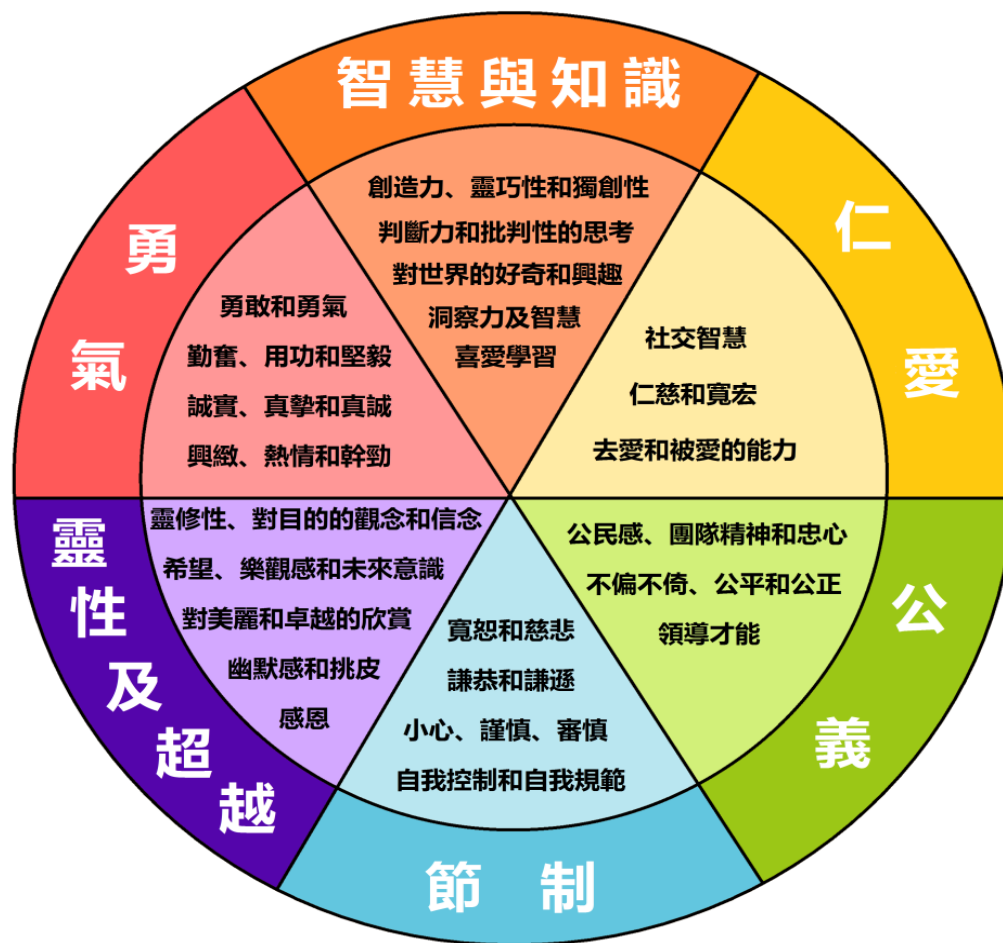 智慧與知識
創造力、靈巧性和獨創性
判斷力和批判性的思考
對世界的好奇和興趣
洞察力及智慧
喜愛學習
仁愛
社交智慧
仁慈和寬宏
去愛和被愛的能力
公義
公民感、團隊精神和忠心
不偏不倚、公平和公正
領導才能
節制
寬恕和慈悲
謙恭和謙遜
小心、謹慎、審慎
自我控制和自我規範
靈性及超越
靈修性、對目的的觀念和信念
希望、樂觀感和未來意識
對美麗和卓越的欣賞
幽默感和挑皮
感恩
勇氣
勇敢和勇氣
勤奮、用功和堅毅
誠實、真摯和真誠
興緻、熱情和幹勁